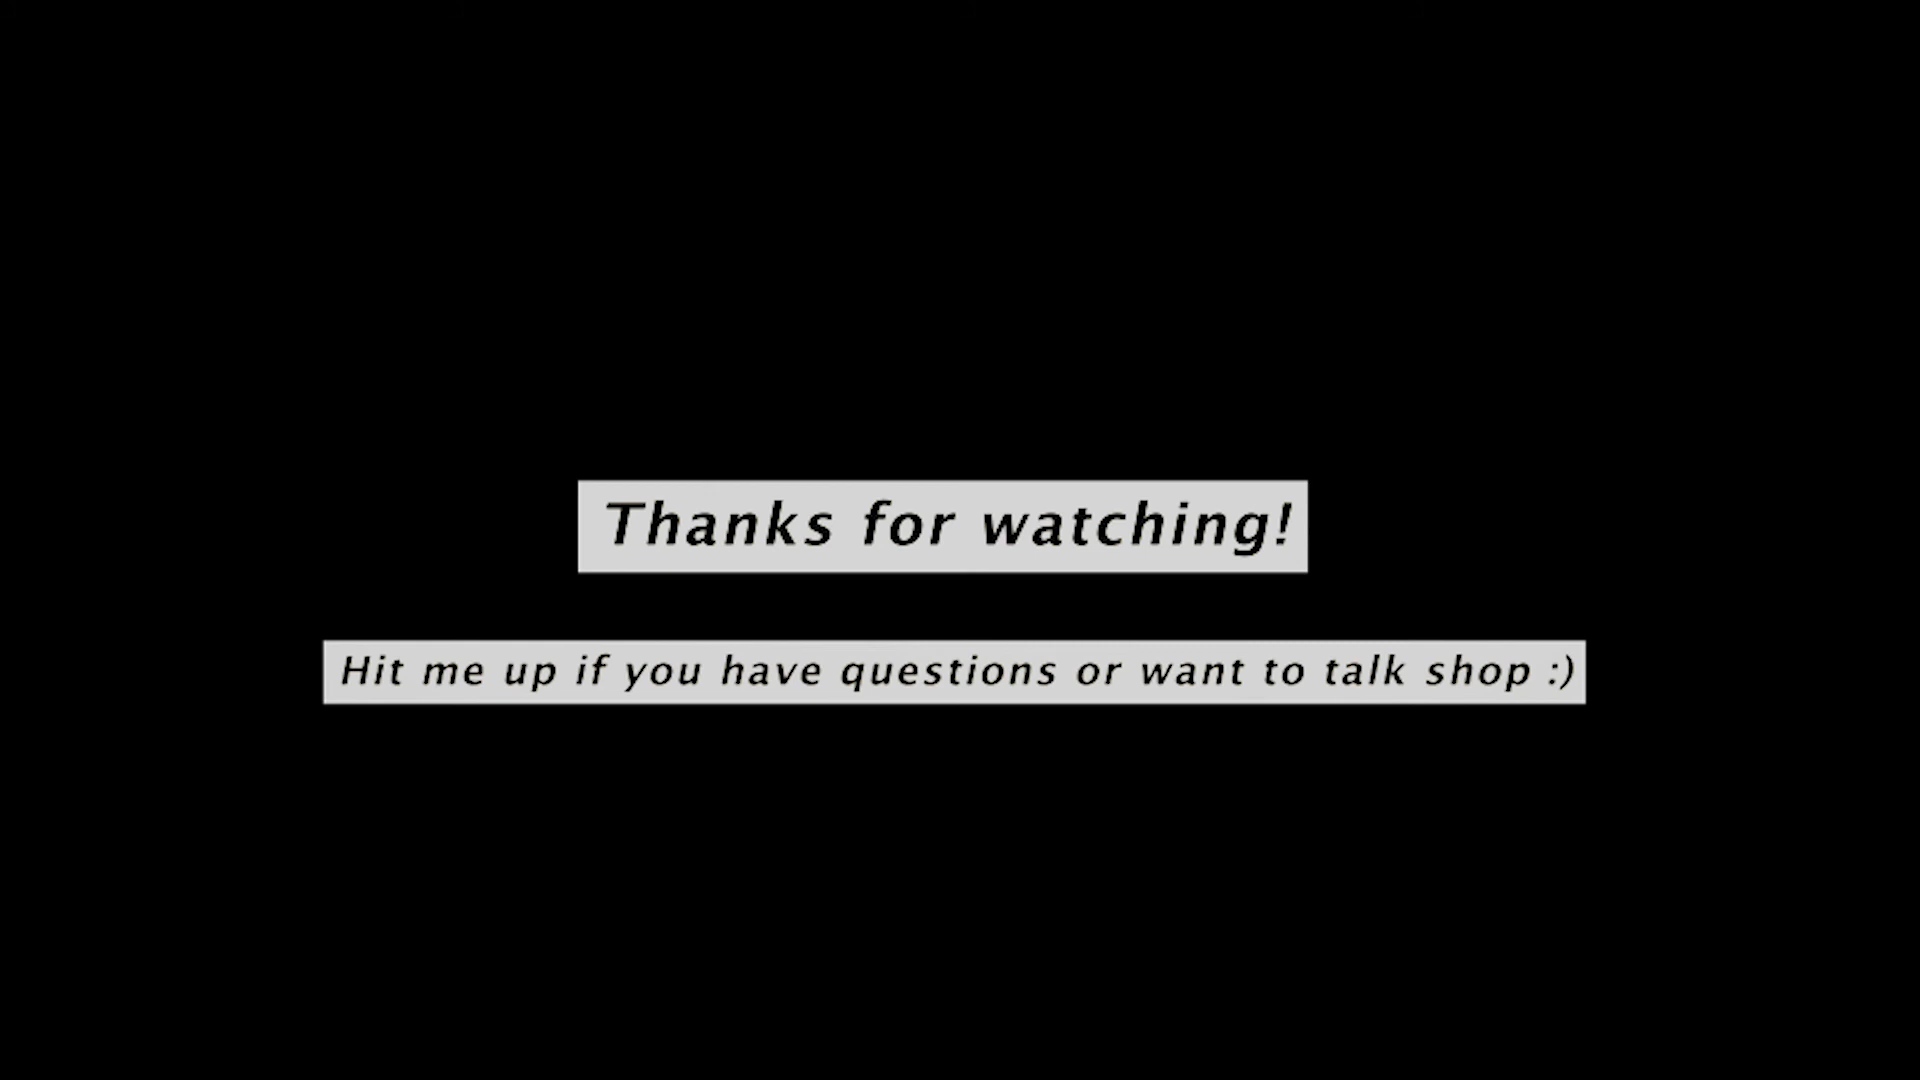 Thanks for watching!
Hit me up if you have questions or want to talk shop :)